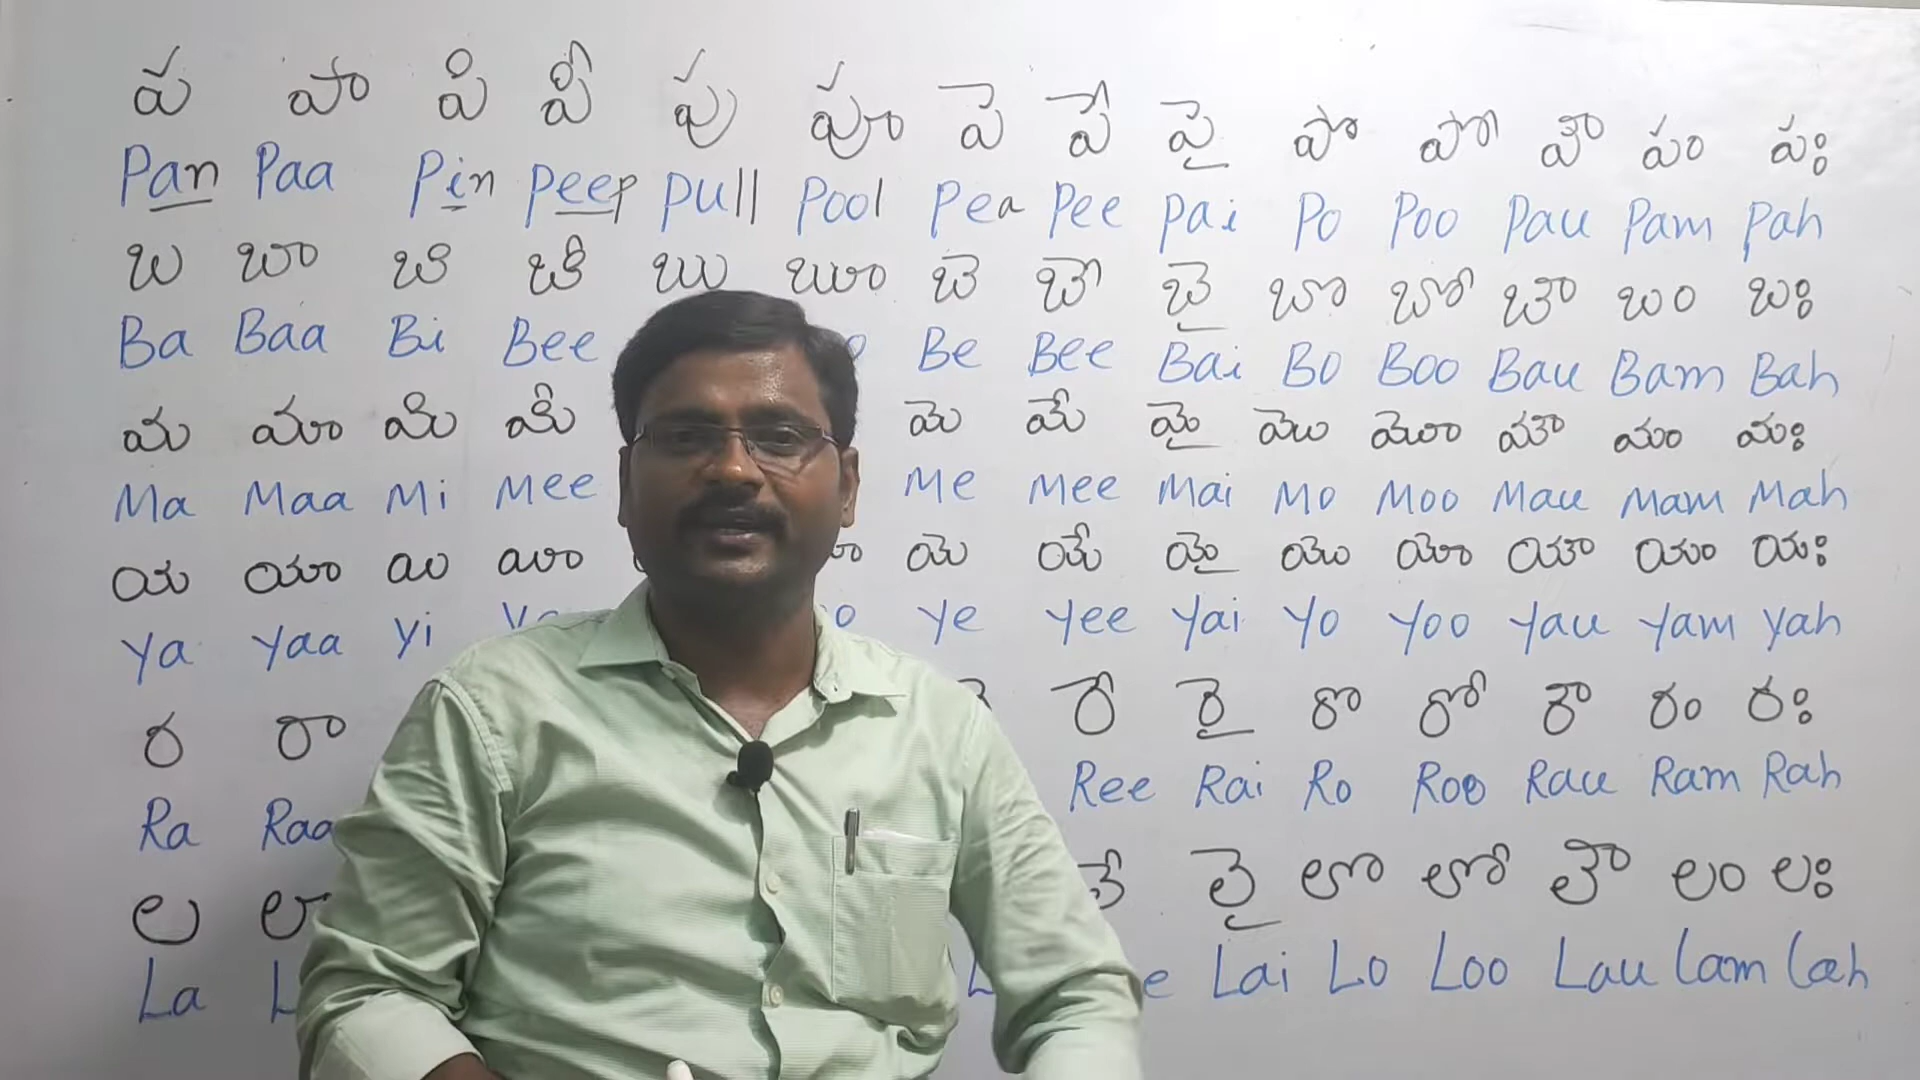 ప పా పి పీ పు పూ పె పే పై పొ పో పౌ పం పః
Pan Paa Pin Peep Pull Pool Pea Pee Pai Po Poo Pau Pam Pah
బ బా బి బీ బు బూ బె బే బై బొ బో బౌ బం బః
Ba Baa Bi Bee Be Bee Bai Bo Boo Bau Bam Bah
మ మా మి మీ మె మే మై మొ మో మౌ మం మః
Ma Maa Mi Mee Me Mee Mai Mo Moo Mau Mam Mah
య యా యి యీ యె యే యై యొ యో యౌ యం యః
Ya Yaa Yi Ye Yee Yai Yo Yoo Yau Yam Yah
ర రా రే రై రొ రో రౌ రం రః
Ra Raa Ree Rai Ro Roo Rau Ram Rah
ల లా లే లై లొ లో లౌ లం లః
La Lai Lo Loo Lau Lam Lah